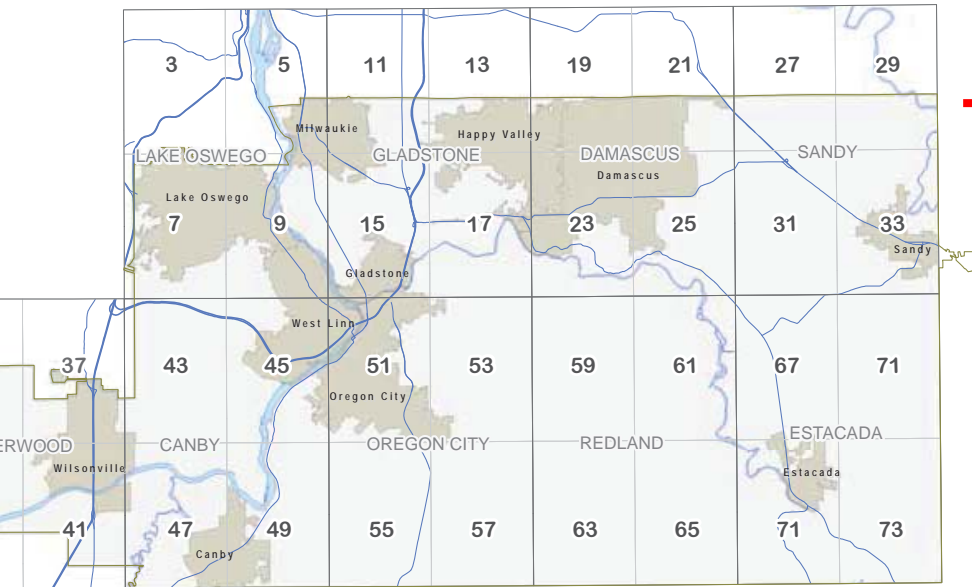 3 5 11 13 19 21 27 29
Milwaukie
Happy Valley
LAKE OSWEGO GLADSTONE DAMASCUS SANDY
Damascus
Lake Oswego
7 9 15 17 23 25 31 33
Sandy
Gladstone
West Linn
37 43 45 51 53 59 61 67 71
Oregon City
ERWOOD CANBY OREGON CITY REDLAND ESTACADA
Wilsonville
Estacada
41 47 49 55 57 63 65 71 73
Canby